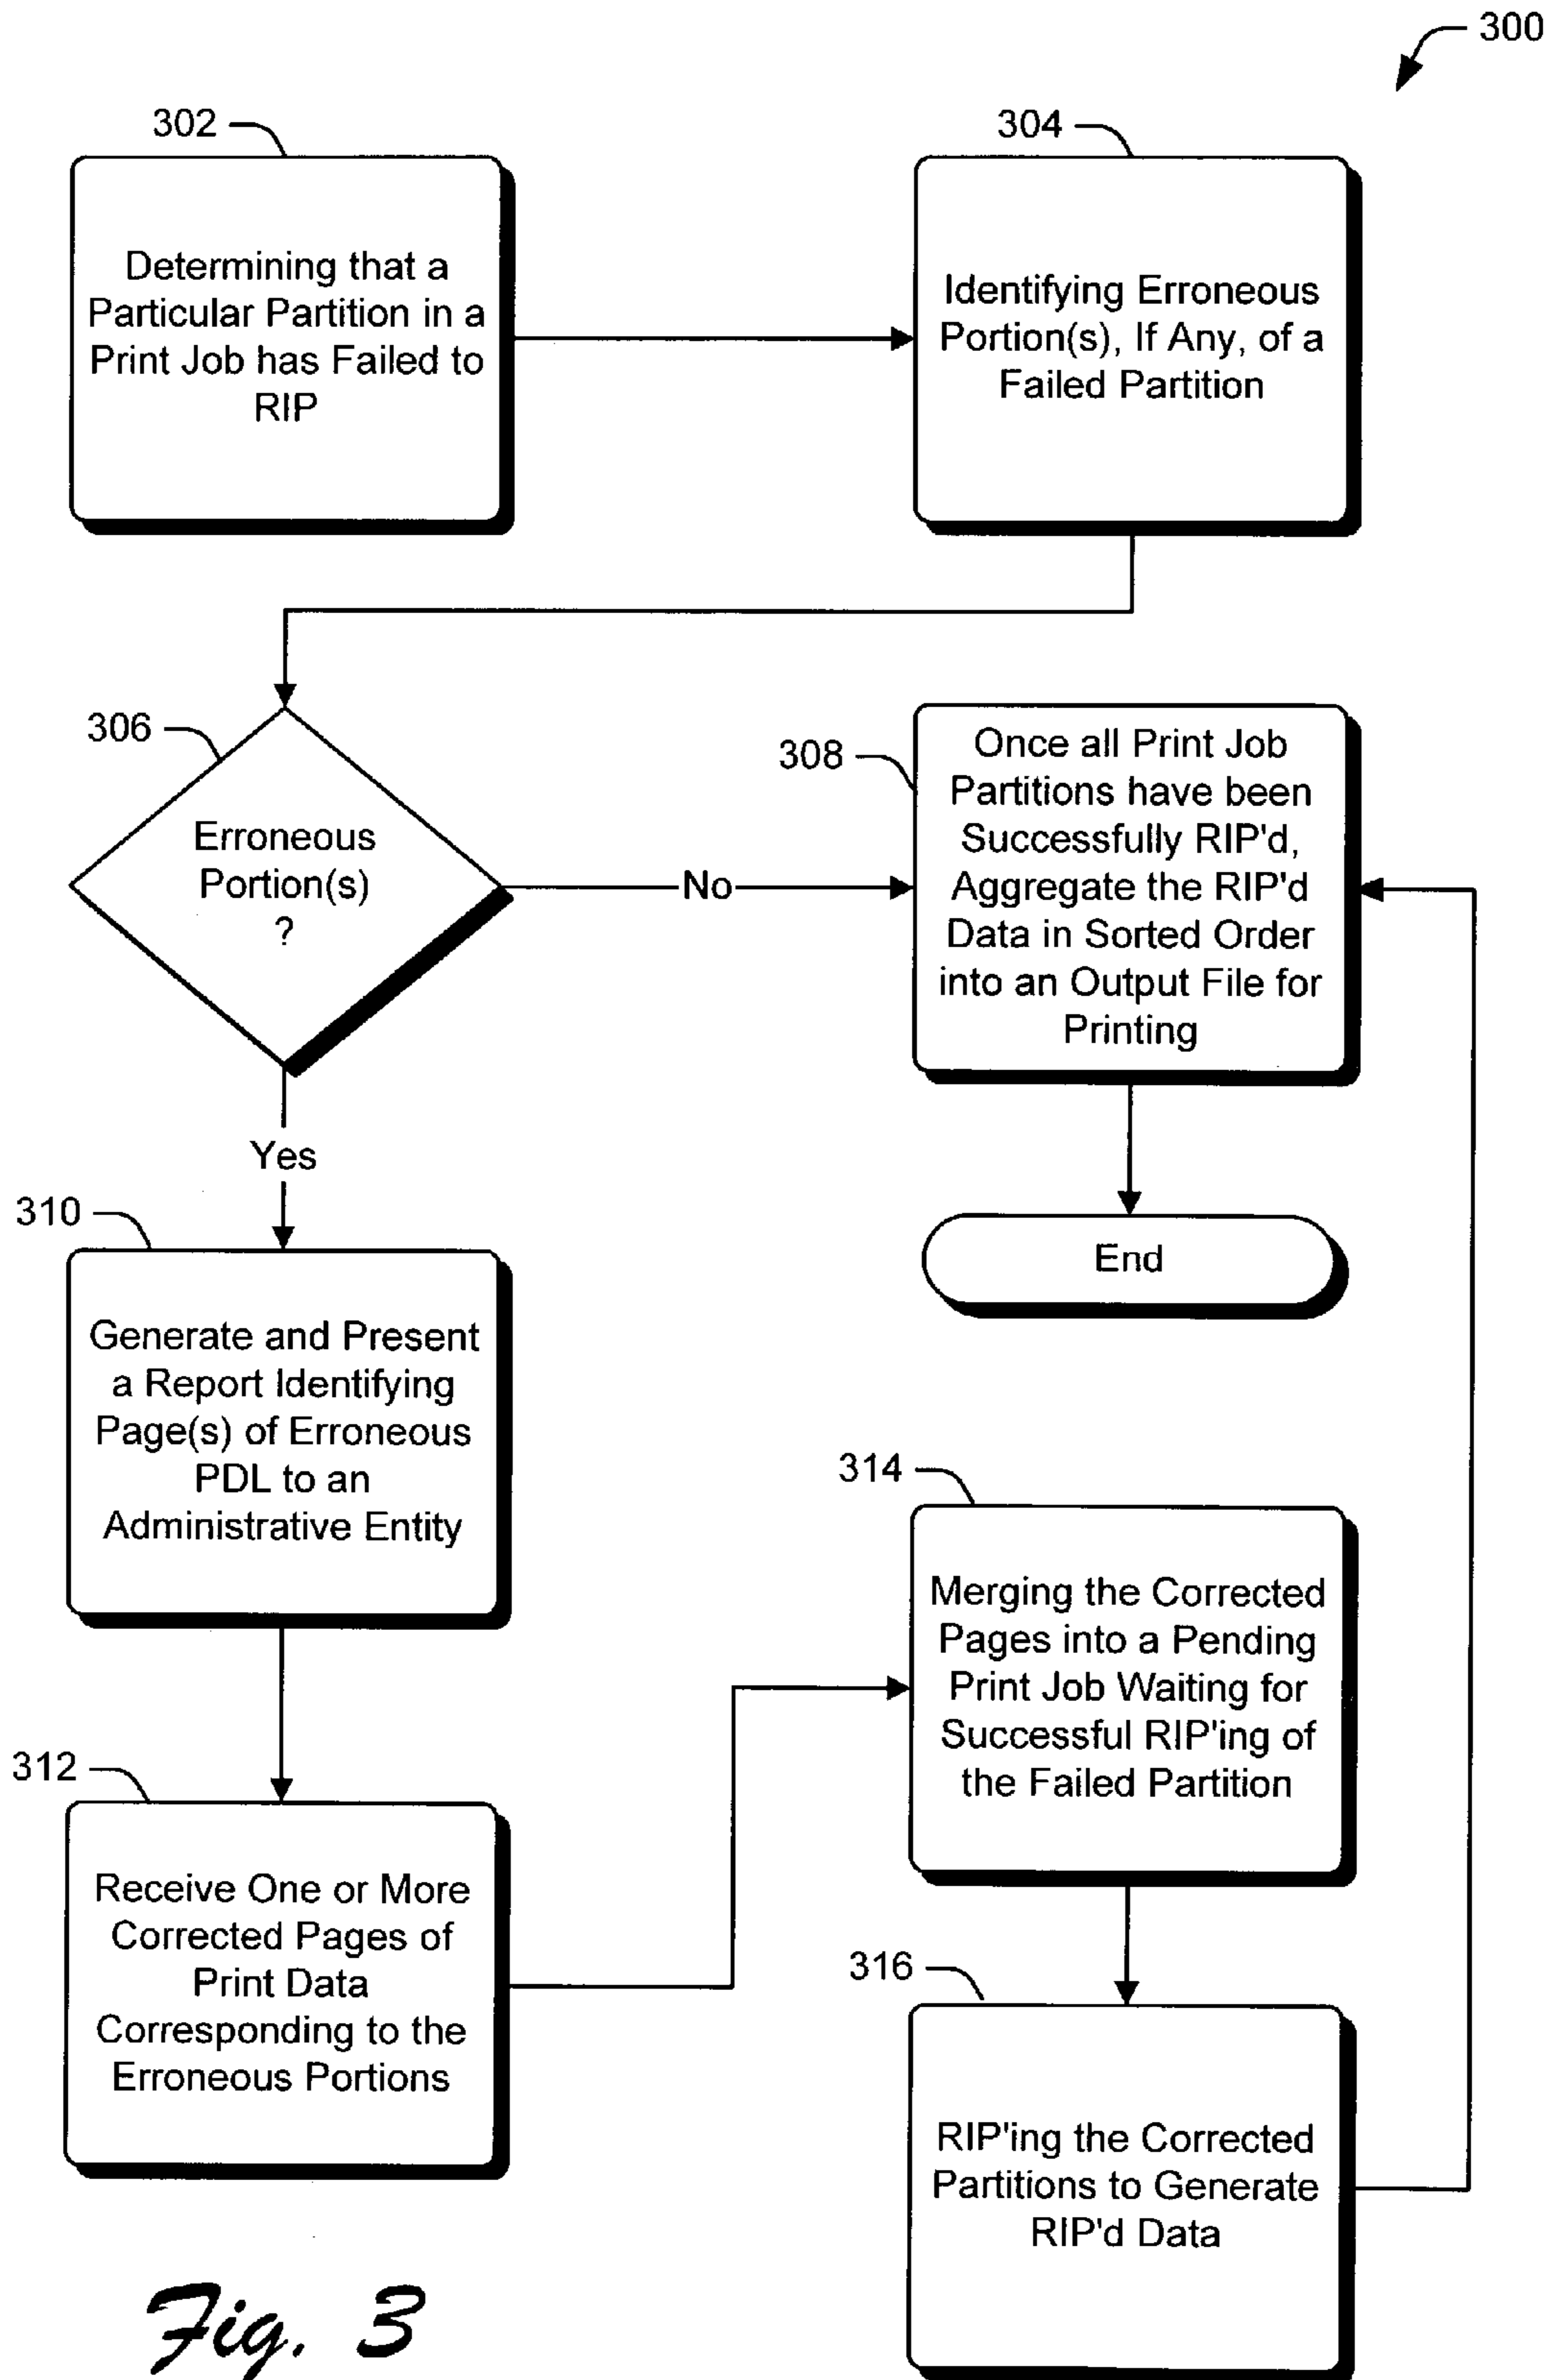 300
302
Determining that a
Particular Partition in a
Print Job has Failed to
RIP
304
Identifying Erroneous
Portion(s), If Any, of a
Failed Partition
306
Erroneous
Portion(s)
?
No
308
Once all Print Job
Partitions have been
Successfully RIP'd,
Aggregate the RIP'd
Data in Sorted Order
into an Output File for
Printing
Yes
End
310
Generate and Present
a Report Identifying
Page(s) of Erroneous
PDL to an
Administrative Entity
312
Receive One or More
Corrected Pages of
Print Data
Corresponding to the
Erroneous Portions
314
Merging the Corrected
Pages into a Pending
Print Job Waiting for
Successful RIP'ing of
the Failed Partition
316
RIP'ing the Corrected
Partitions to Generate
RIP'd Data
Fig. 3